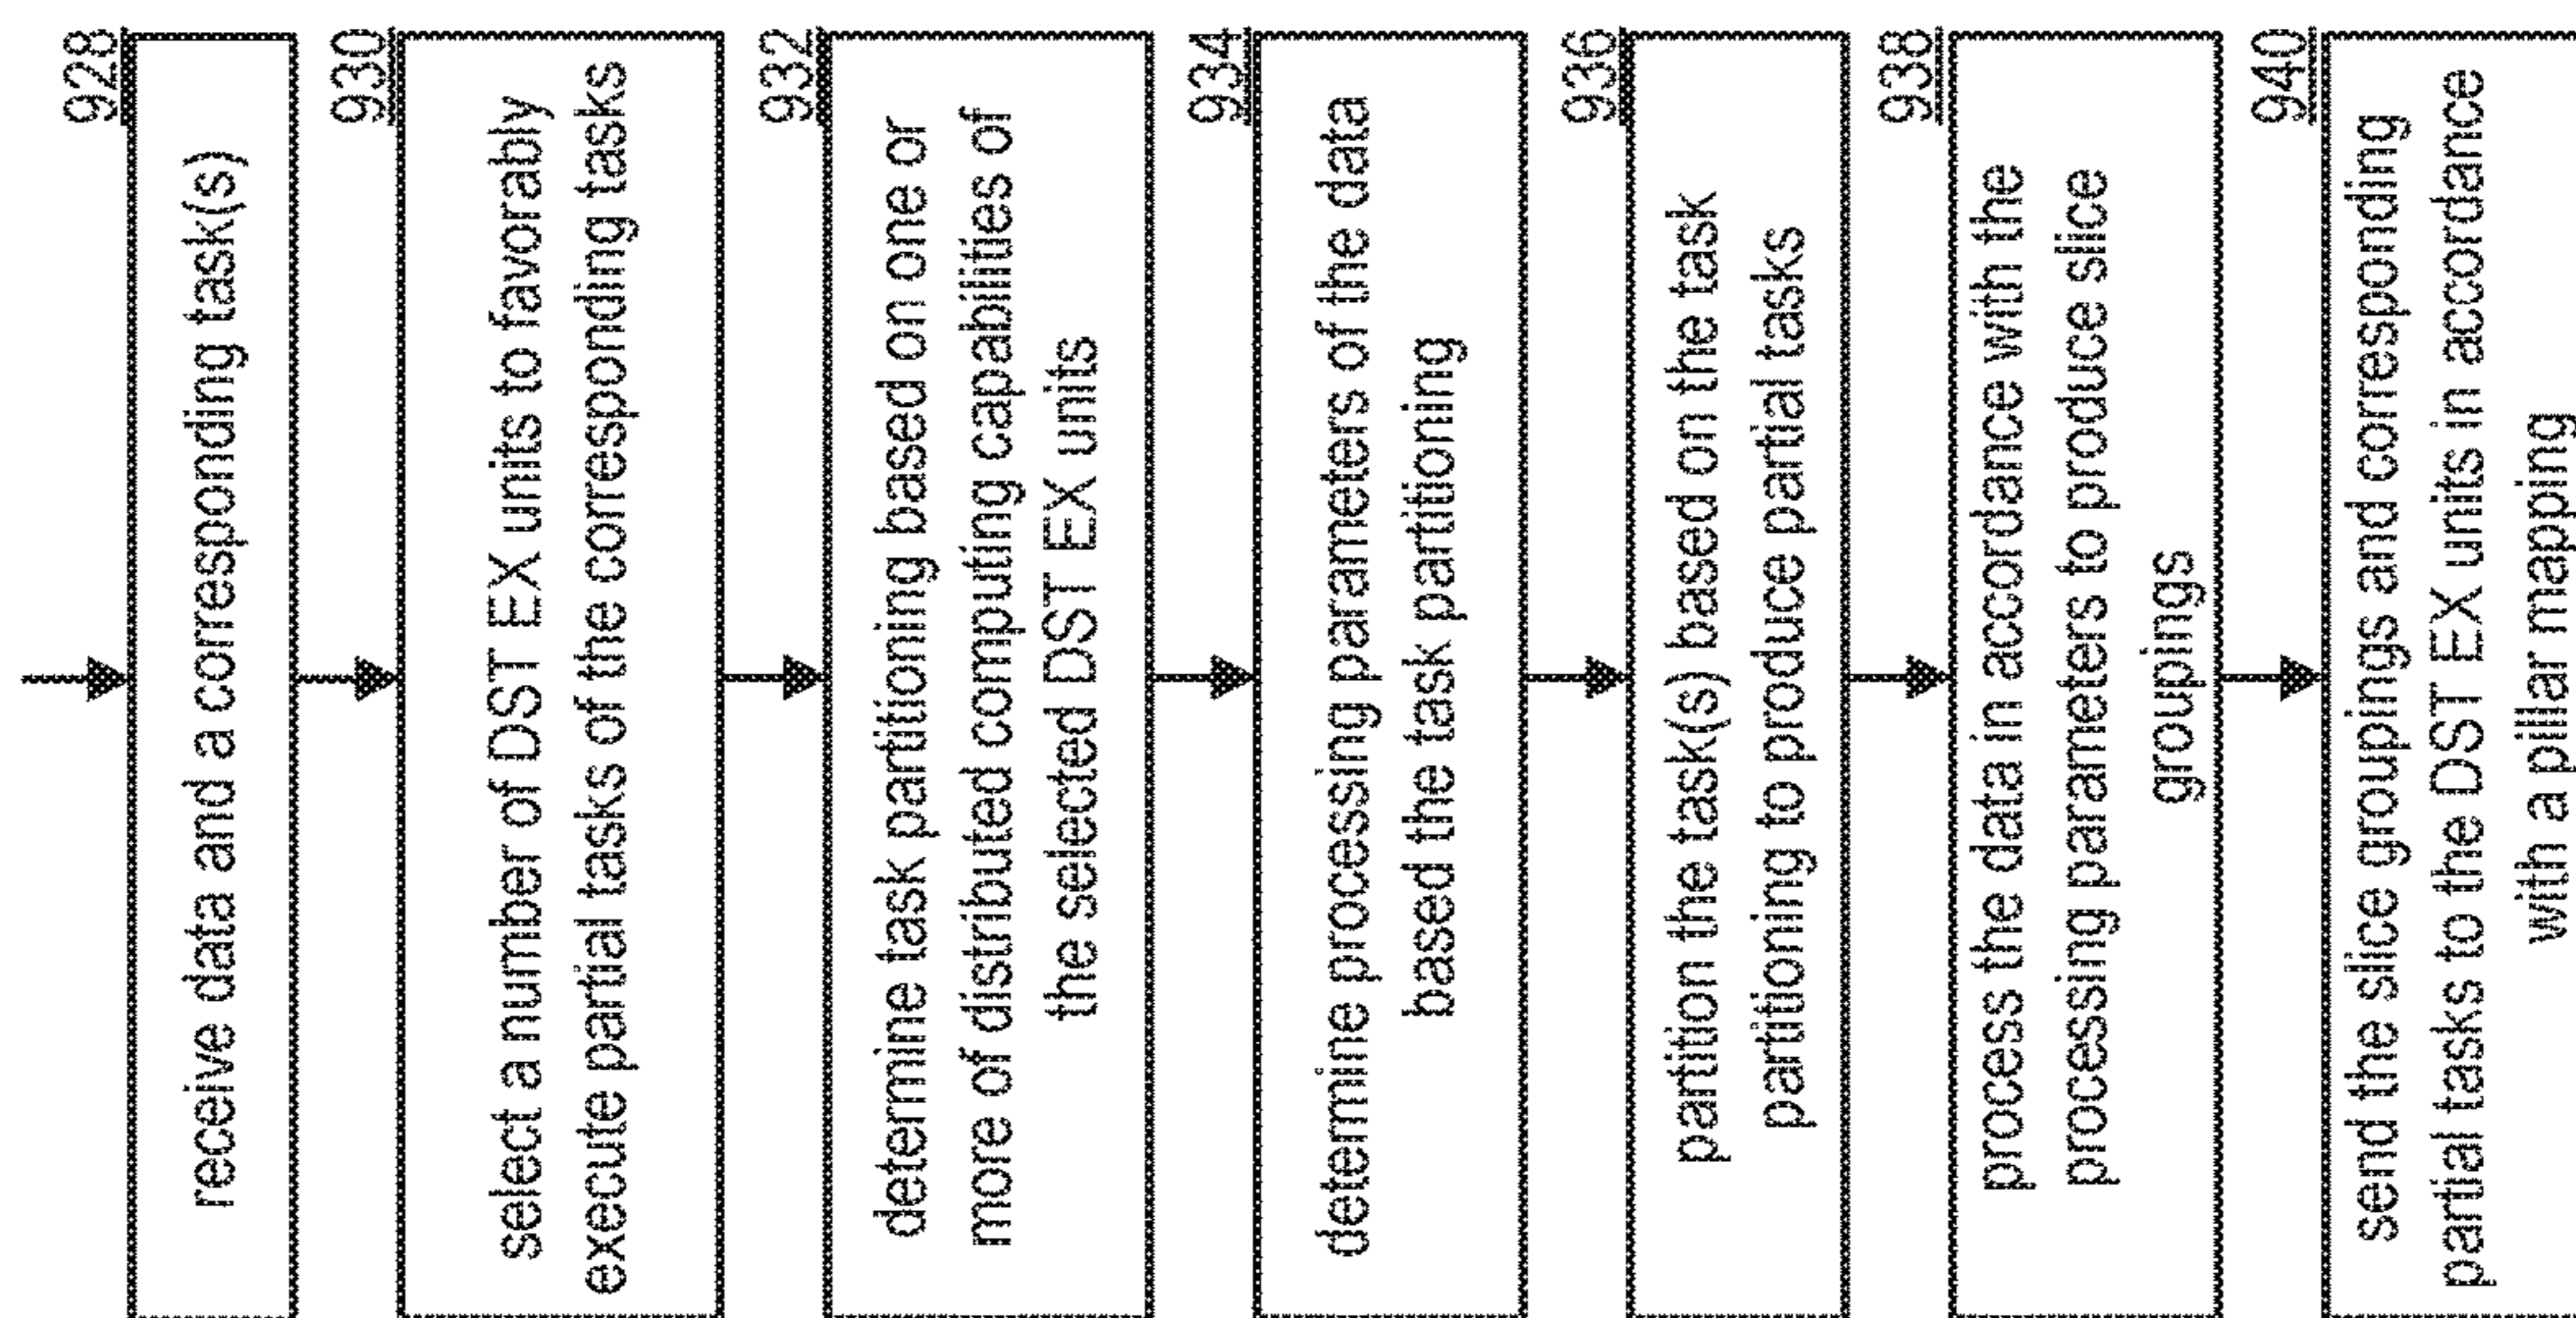 928
receive data and a corresponding task(s)
930
select a number of DST EX units to favorably
execute partial tasks of the corresponding tasks
932
determine task partitioning based on one or
more of distributed computing capabilities of
the selected DST EX units
934
determine processing parameters of the data
based the task partitioning
936
partition the task(s) based on the task
partitioning to produce partial tasks
938
process the data in accordance with the
processing parameters to produce slice
groupings
940
send the slice groupings and corresponding
partial tasks to the DST EX units in accordance
with a pillar mapping